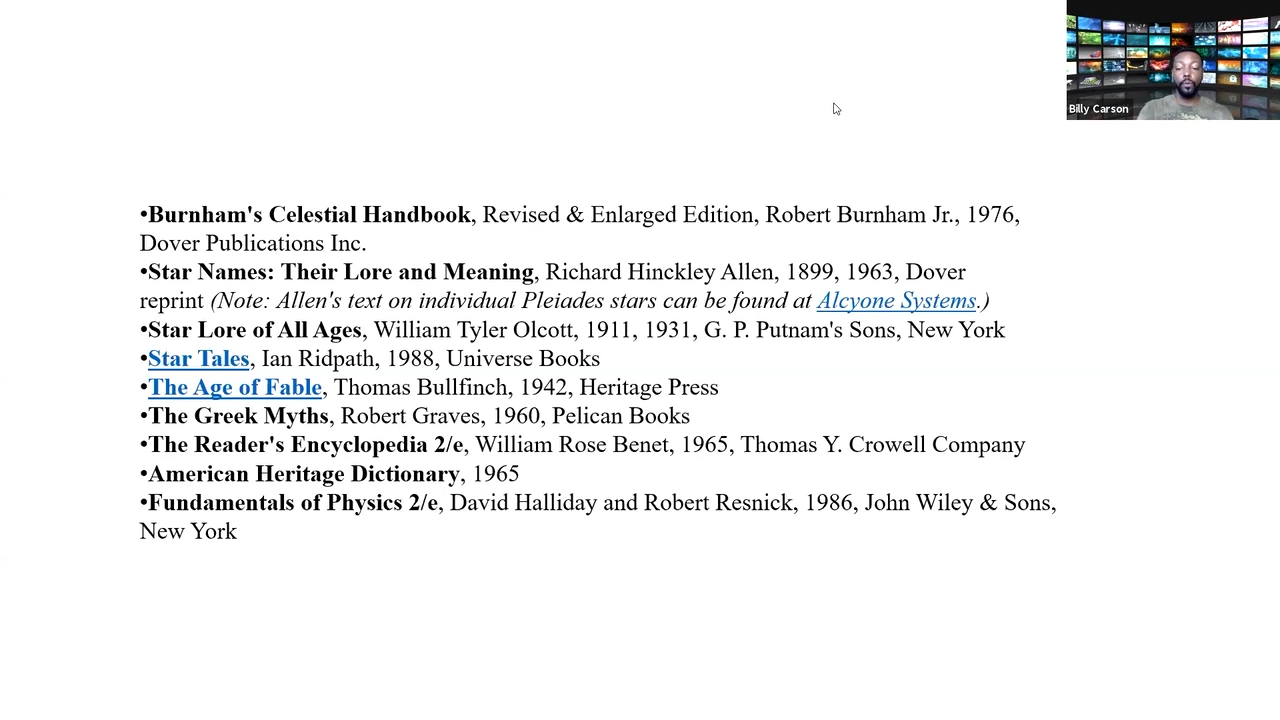 Billy Carson
•Burnham's Celestial Handbook, Revised & Enlarged Edition, Robert Burnham Jr., 1976,
Dover Publications Inc.
•Star Names: Their Lore and Meaning, Richard Hinckley Allen, 1899, 1963, Dover
reprint (Note: Allen's text on individual Pleiades stars can be found at Alcyone Systems.)
•Star Lore of All Ages, William Tyler Olcott, 1911, 1931, G. P. Putnam's Sons, New York
•Star Tales, Ian Ridpath, 1988, Universe Books
•The Age of Fable, Thomas Bullfinch, 1942, Heritage Press
•The Greek Myths, Robert Graves, 1960, Pelican Books
•The Reader's Encyclopedia 2/e, William Rose Benet, 1965, Thomas Y. Crowell Company
•American Heritage Dictionary, 1965
•Fundamentals of Physics 2/e, David Halliday and Robert Resnick, 1986, John Wiley & Sons,
New York